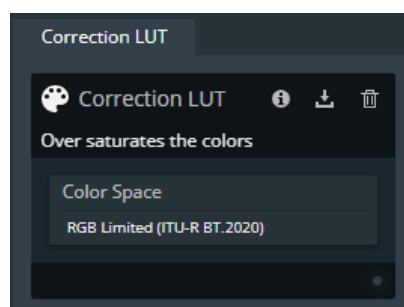 Correction LUT
Correction LUT
Over saturates the colors
Color Space
RGB Limited (ITU-R BT.2020)